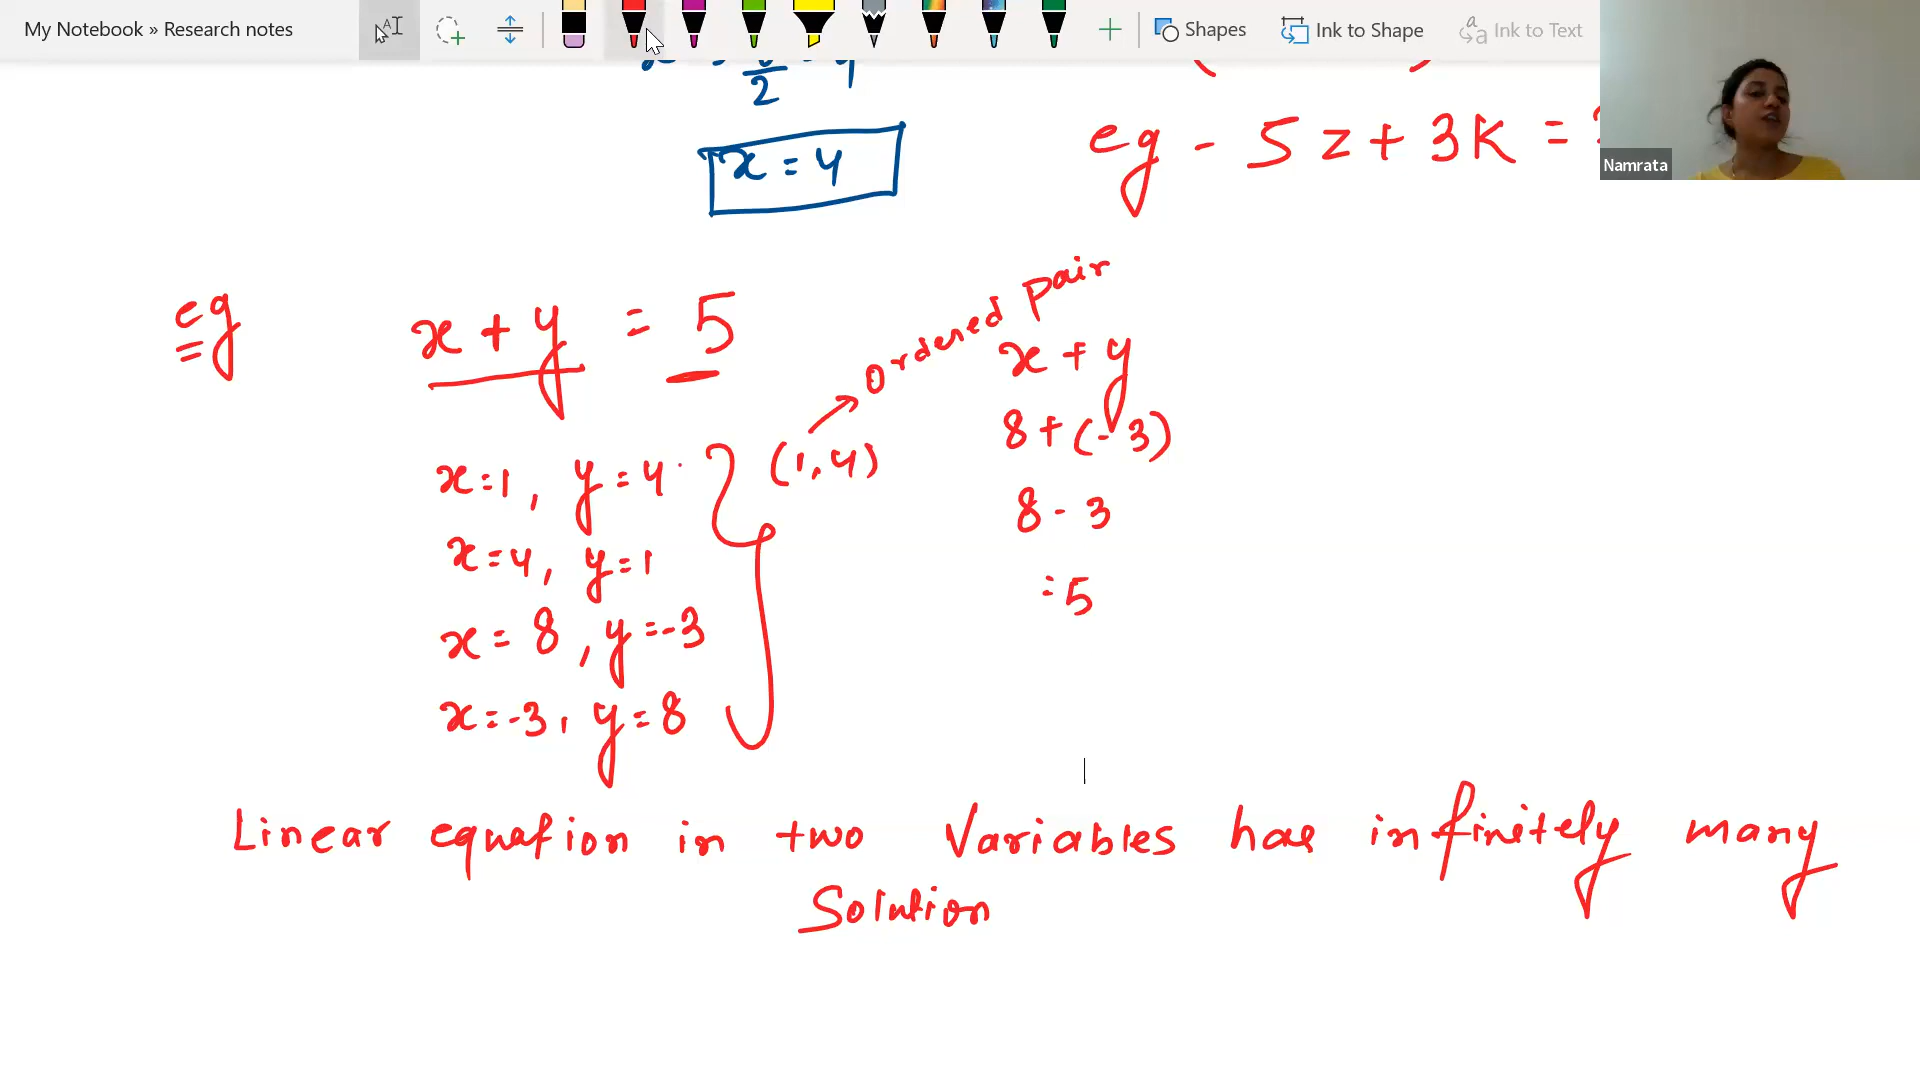 My Notebook » Research notes
Shapes
Ink to Shape
Ink to Text
Namrata
2
x = 4
eg - 5z + 3k =
eg x + y = 5
Ordered pair
x = 1, y = 4 (1, 4)
x = 4, y = 1
x = 8, y = -3
x = -3, y = 8
x + y
8 + (-3)
8 - 3
= 5
Linear equation in two Variables has infinitely many
Solution